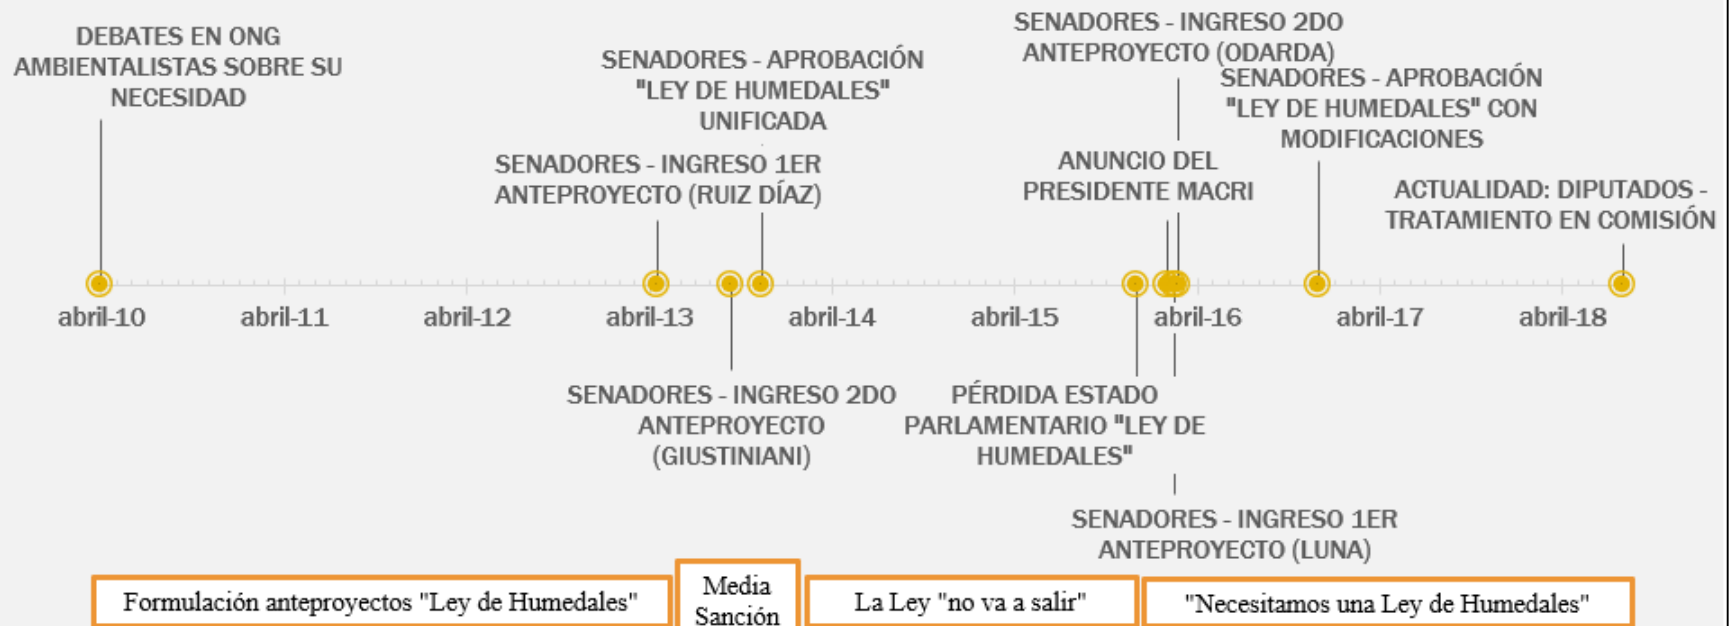 DEBATES EN ONG
AMBIENTALISTAS SOBRE SU
NECESIDAD
SENADORES - INGRESO 1ER
ANTEPROYECTO (RUIZ DÍAZ)
SENADORES - APROBACIÓN
"LEY DE HUMEDALES"
UNIFICADA
SENADORES - INGRESO 2DO
ANTEPROYECTO (ODARDA)
ANUNCIO DEL
PRESIDENTE MACRI
SENADORES - APROBACIÓN
"LEY DE HUMEDALES" CON
MODIFICACIONES
ACTUALIDAD: DIPUTADOS -
TRATAMIENTO EN COMISIÓN
abril-10
abril-11
abril-12
abril-13
abril-14
abril-15
abril-16
abril-17
abril-18
SENADORES - INGRESO 2DO
ANTEPROYECTO
(GIUSTINIANI)
PÉRDIDA ESTADO
PARLAMENTARIO "LEY DE
HUMEDALES"
SENADORES - INGRESO 1ER
ANTEPROYECTO (LUNA)
Formulación anteproyectos "Ley de Humedales"
Media
Sanción
La Ley "no va a salir"
"Necesitamos una Ley de Humedales"